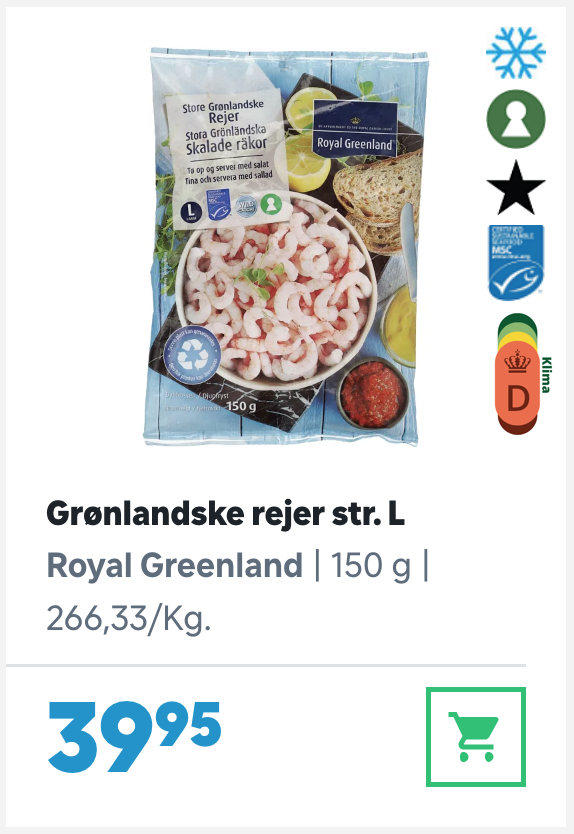 Store Grønlandske
Rejer
Stora Grönländska
Skalade räkor
Tø op og server med salat
Tina och servera med sallad
L
Royal Greenland
150 g
CERTIFIED
SUSTAINABLE
SEAFOOD
MSC
Klima
D
Grønlandske rejer str. L
Royal Greenland | 150 g |
266,33/Kg.
39⁹⁵